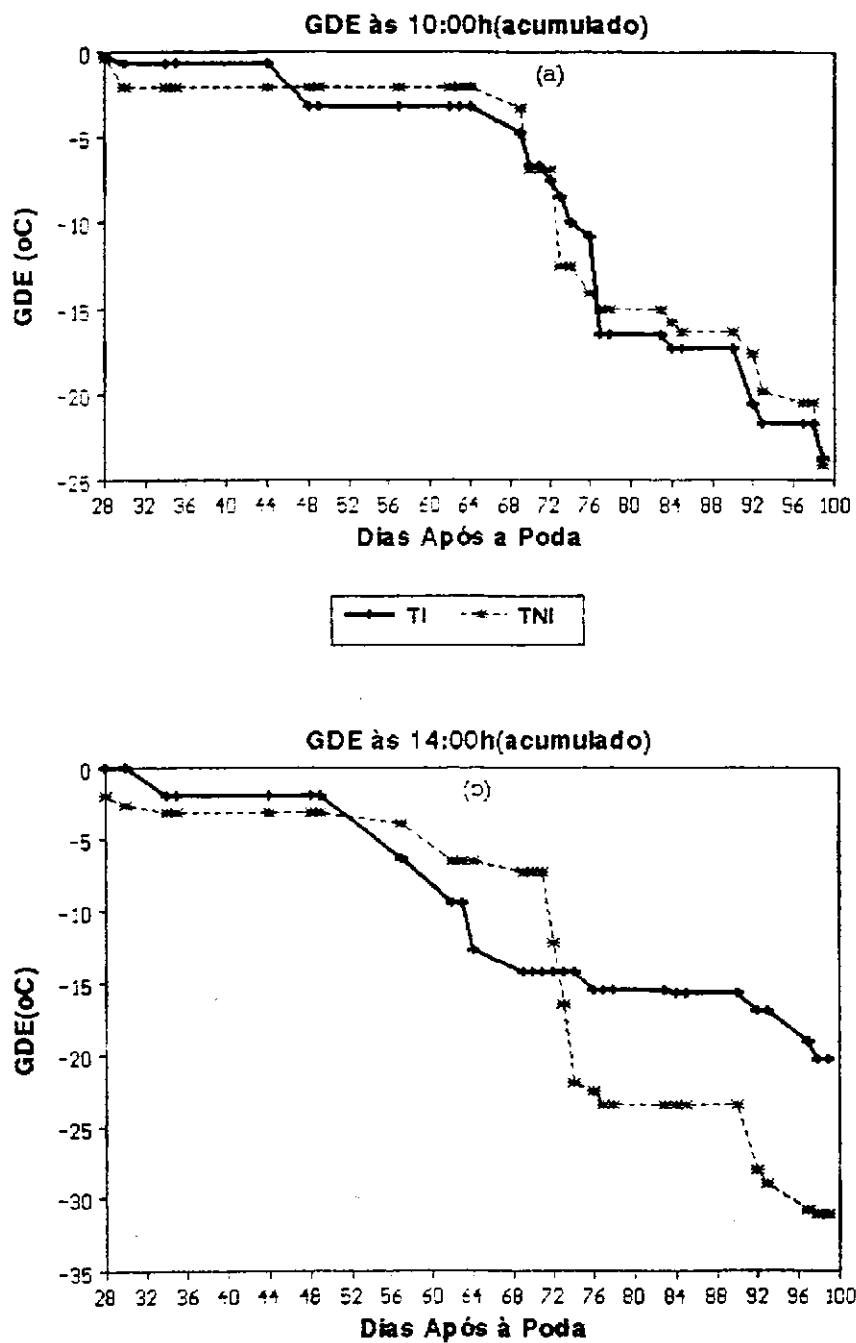 GDE às 10:00h(acumulado)
(a)
0
-5
-10
-15
-20
-25
GDE (oC)
28 32 36 40 44 48 52 56 60 64 68 72 76 80 84 88 92 96 100
Dias Após a Poda
TI TNI
GDE às 14:00h(acumulado)
0
-5
-10
-15
-20
-25
-30
-35
GDE(oC)
28 32 36 40 44 48 52 56 60 64 68 72 76 80 84 88 92 96 100
Dias Após à Poda